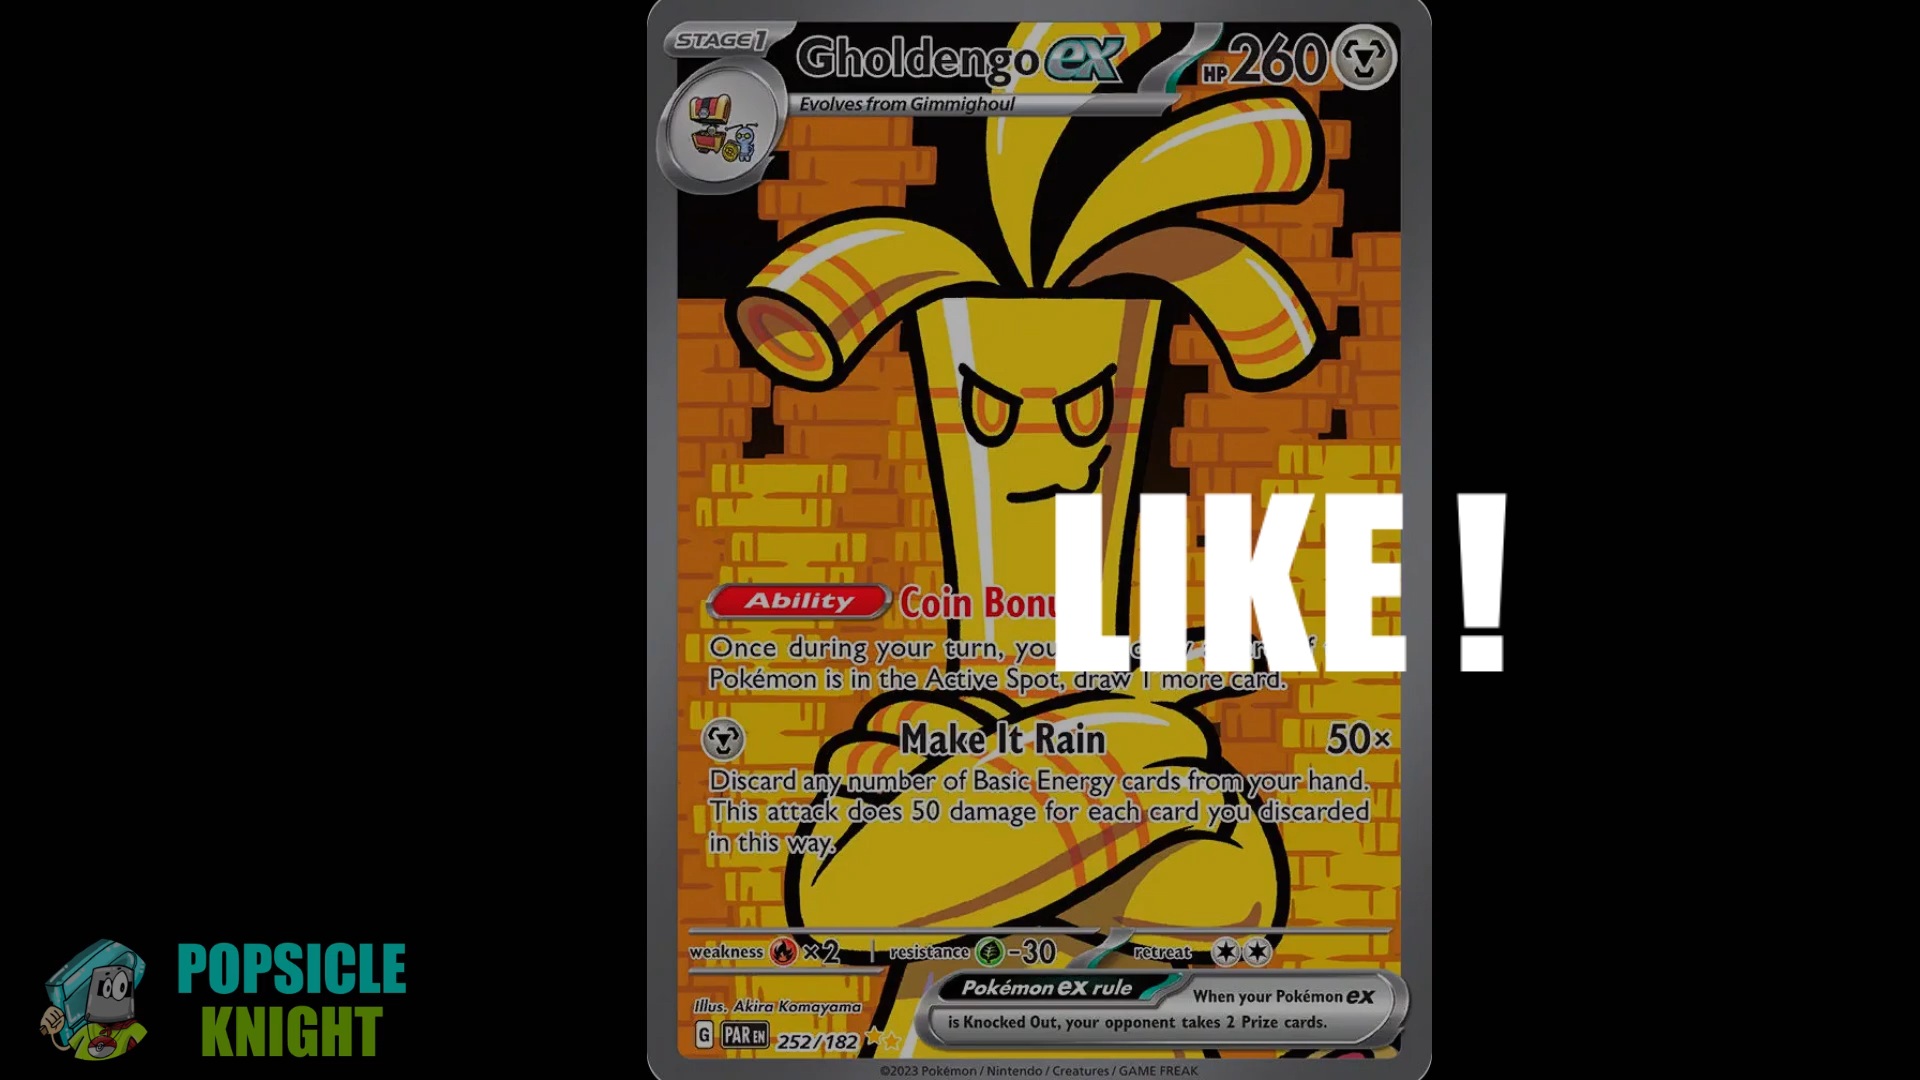 STAGE 1
Gholdengo ex
HP 260
Evolves from Gimmighoul
LIKE !
Ability Coin Bonu
Once during your turn, you
Pokémon is in the Active Spot, draw 1 more card.
Make It Rain 50×
Discard any number of Basic Energy cards from your hand.
This attack does 50 damage for each card you discarded
in this way.
weakness ×2 resistance -30 retreat
Pokémon ex rule
When your Pokémon ex
is Knocked Out, your opponent takes 2 Prize cards.
Illus. Akira Komayama
G PAR EN 252/182
©2023 Pokémon / Nintendo / Creatures / GAME FREAK
POPSICLE
KNIGHT